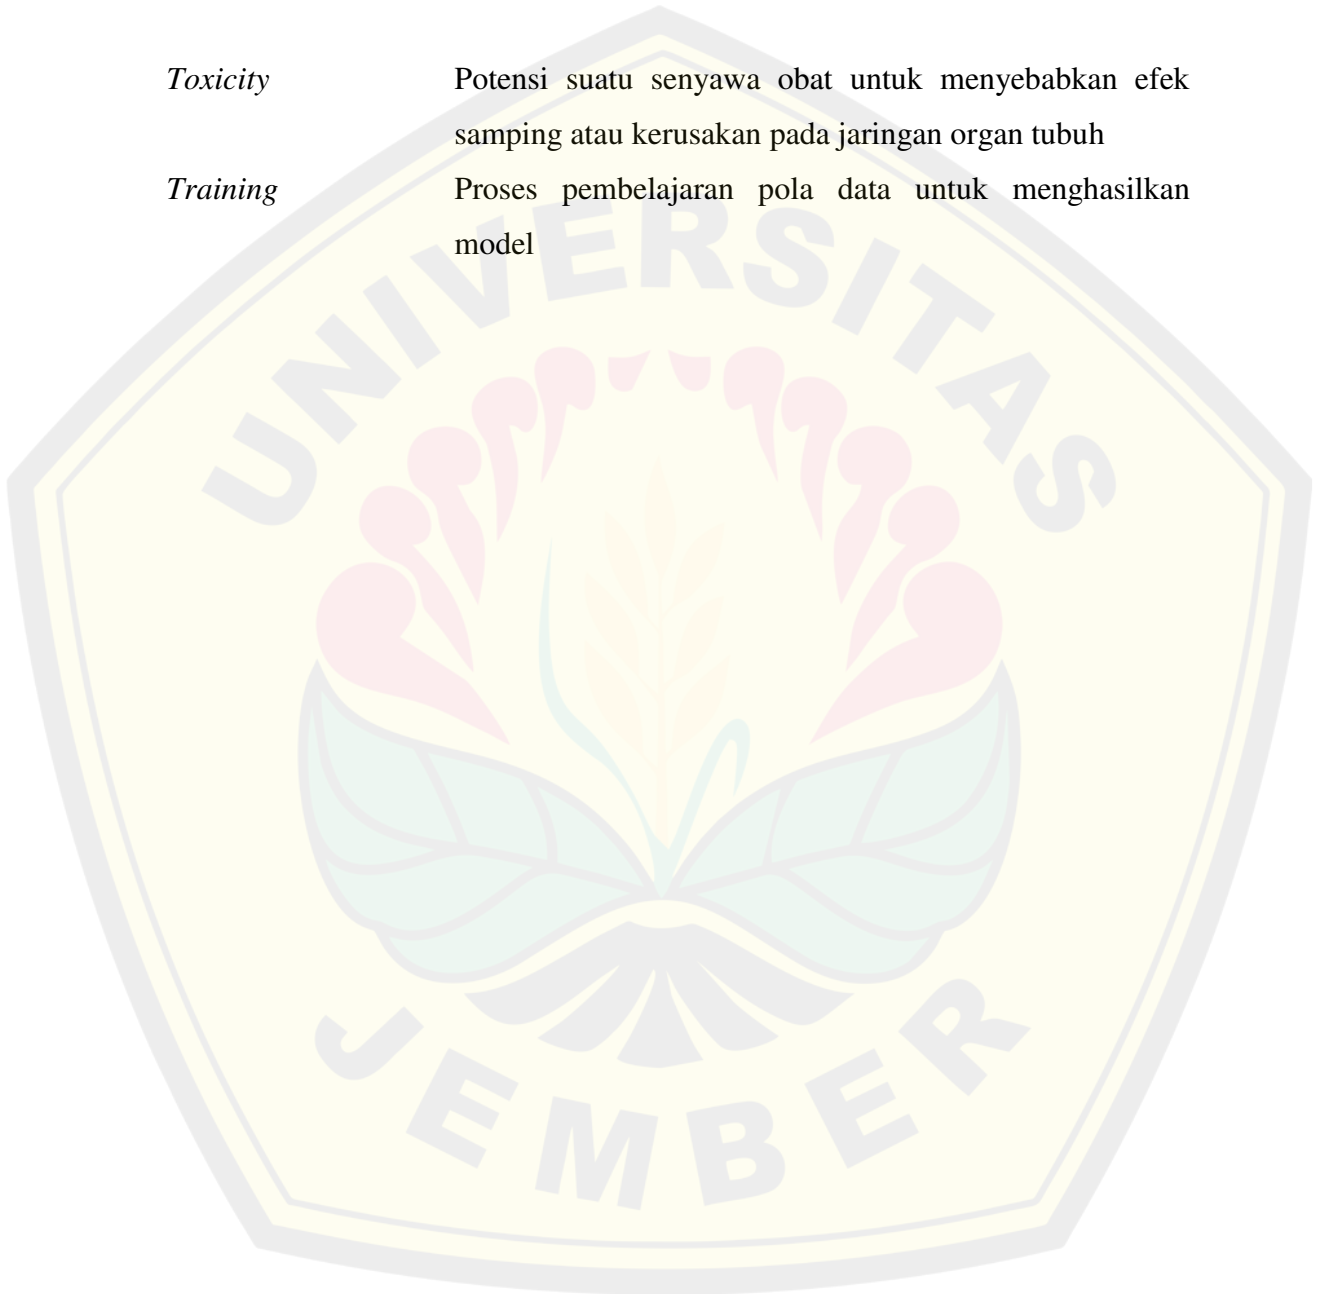 Toxicity Potensi suatu senyawa obat untuk menyebabkan efek
samping atau kerusakan pada jaringan organ tubuh
Training Proses pembelajaran pola data untuk menghasilkan
model
UNIVERSITAS
JEMBER